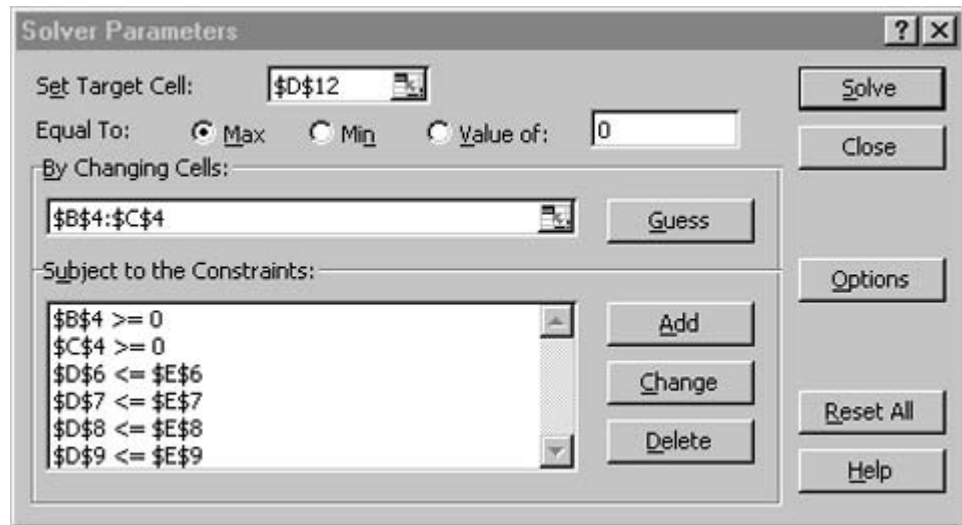 Solver Parameters ? ×
Set Target Cell: $D$12
Solve
Equal To: Max Min Value of: 0
Close
By Changing Cells:
$B$4:$C$4
Guess
Subject to the Constraints:
Options
$B$4 >= 0
$C$4 >= 0
$D$6 <= $E$6
$D$7 <= $E$7
$D$8 <= $E$8
$D$9 <= $E$9
Add
Change
Delete
Reset All
Help